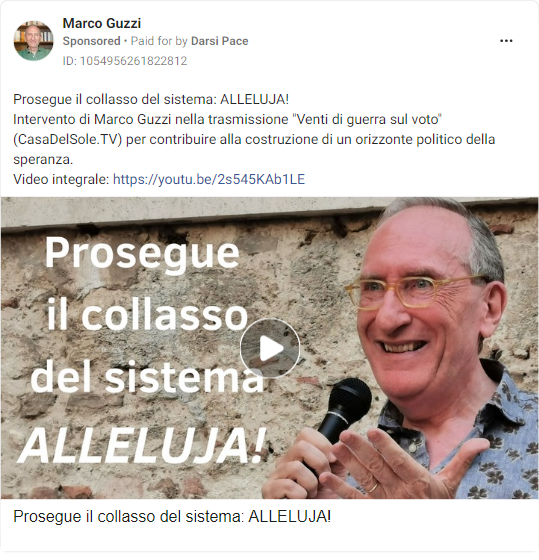 Marco Guzzi
Sponsored • Paid for by Darsi Pace
ID: 1054956261822812
Prosegue il collasso del sistema: ALLELUJA!
Intervento di Marco Guzzi nella trasmissione "Venti di guerra sul voto"
(CasaDelSole.TV) per contribuire alla costruzione di un orizzonte politico della
speranza.
Video integrale: https://youtu.be/2s545KAb1LE
Prosegue
il collasso
del sistema
ALLELUJA!
Prosegue il collasso del sistema: ALLELUJA!